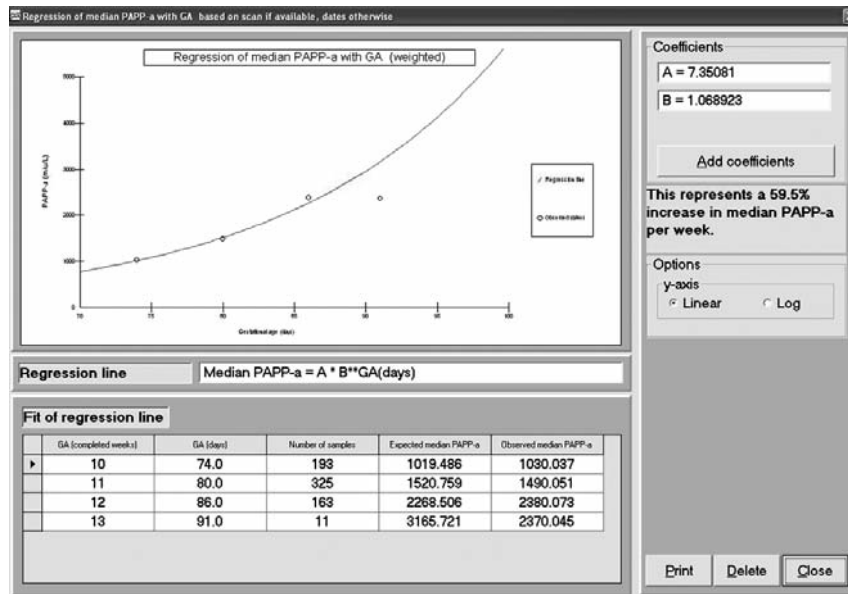 Regression of median PAPP-a with GA based on scan if available, dates otherwise
Regression of median PAPP-a with GA (weighted)
PAPP-a (mIU/L)
5000
4000
3000
2000
1000
0
70
75
80
85
90
95
100
Gestational age (days)
Regression line
Observed values
Coefficients
A = 7.35081
B = 1.068923
Add coefficients
This represents a 59.5%
increase in median PAPP-a
per week.
Options
y-axis
Linear Log
Regression line Median PAPP-a = A * B**GA(days)
Fit of regression line
GA (completed weeks) GA (days) Number of samples Expected median PAPP-a Observed median PAPP-a
10 74.0 193 1019.486 1030.037
11 80.0 325 1520.759 1490.051
12 86.0 163 2268.506 2380.073
13 91.0 11 3165.721 2370.045
Print Delete Close